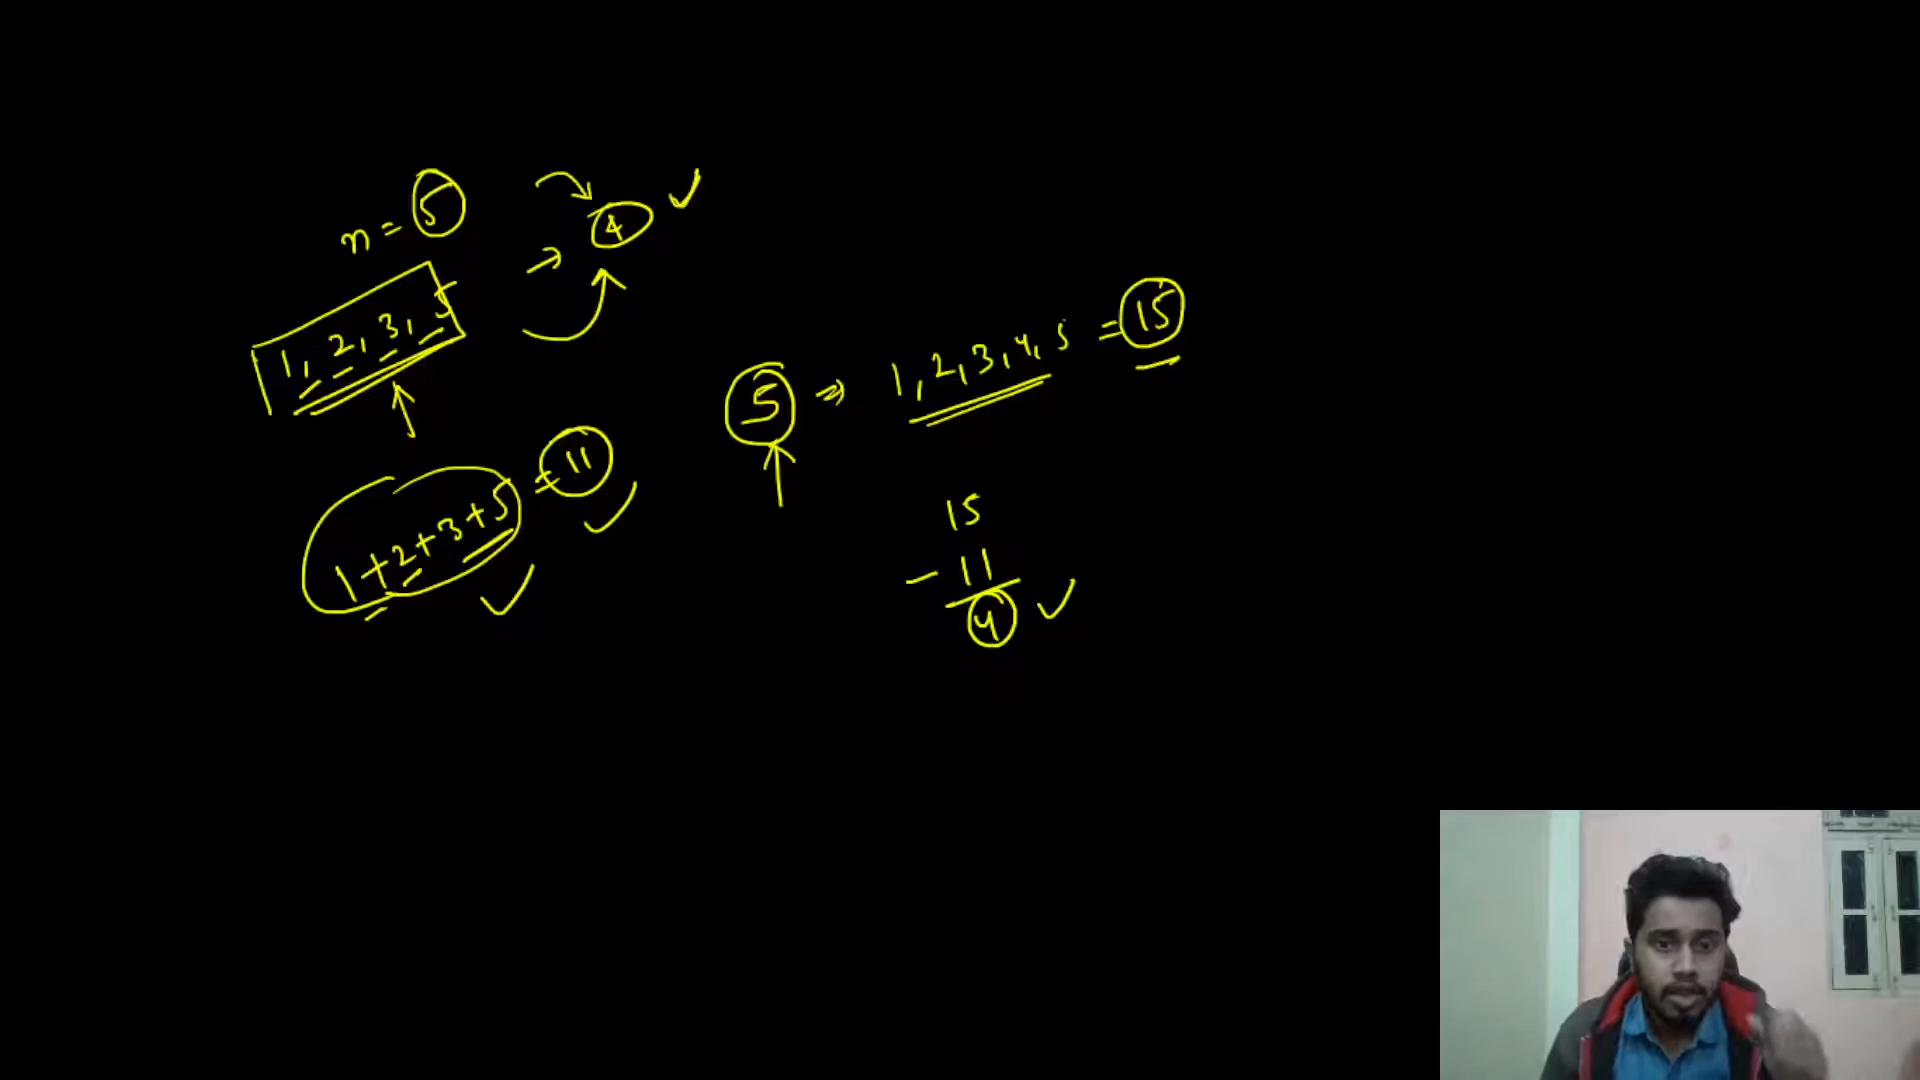 n = 5
4
1, 2, 3, 5
1+2+3+5 = 11
5 ⇒ 1, 2, 3, 4, 5 = 15
15
- 11
4